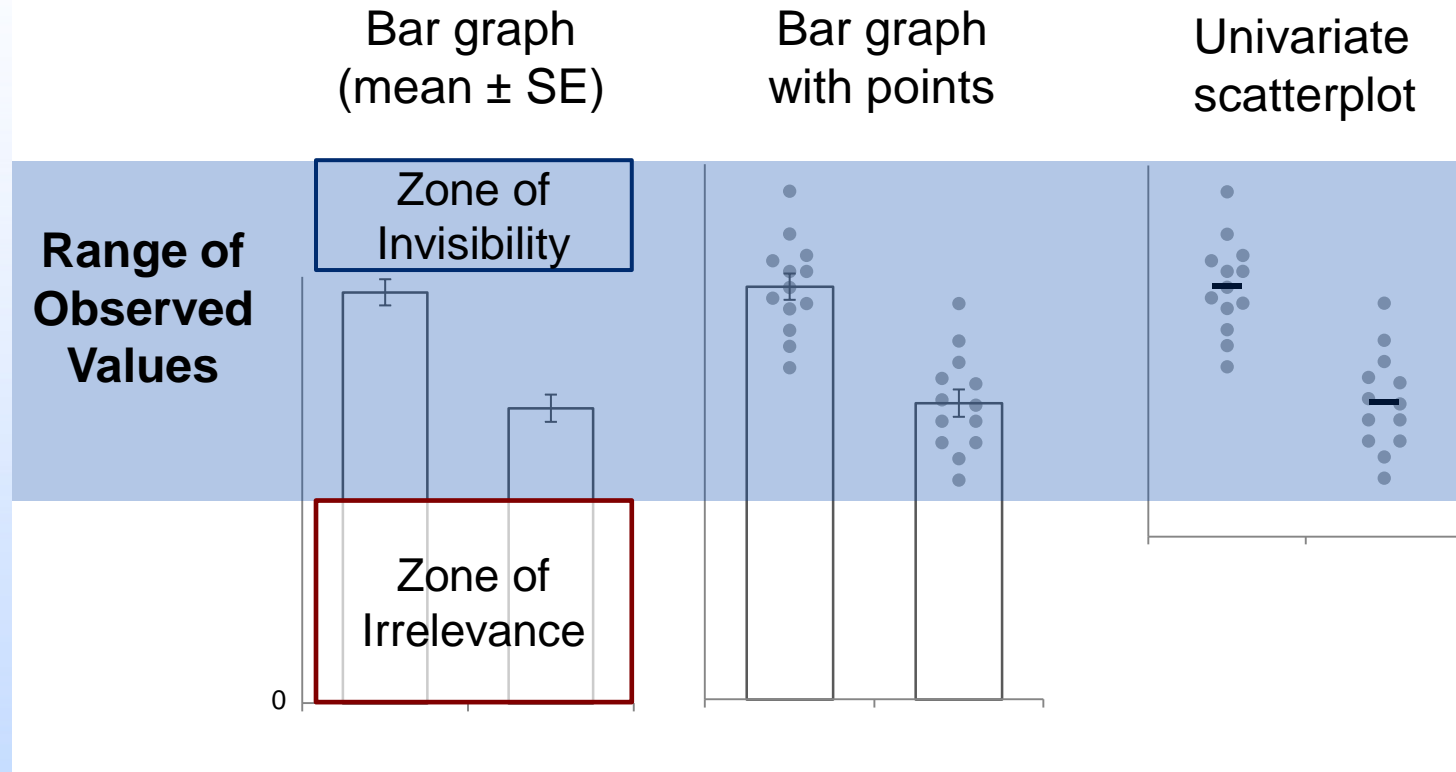 Bar graph
(mean ± SE)
Bar graph
with points
Univariate
scatterplot
Range of
Observed
Values
Zone of
Invisibility
Zone of
Irrelevance
0